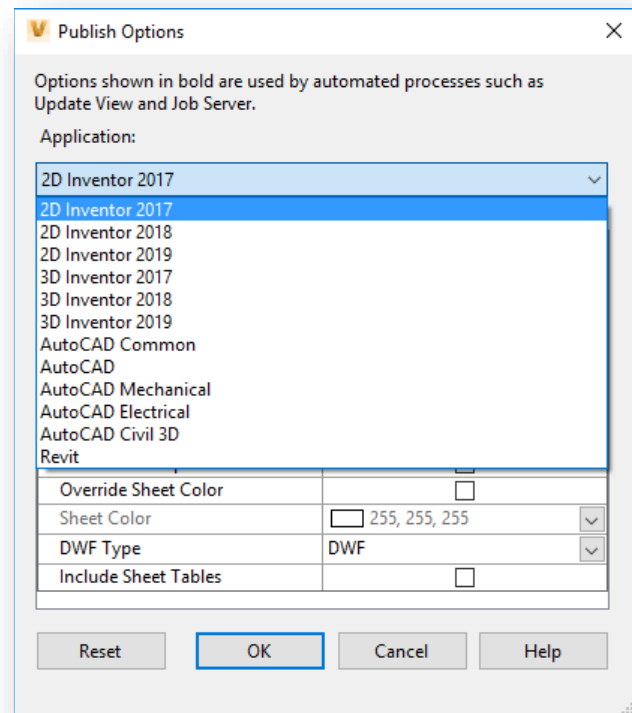 Publish Options
Options shown in bold are used by automated processes such as
Update View and Job Server.
Application:
2D Inventor 2017
2D Inventor 2017
2D Inventor 2018
2D Inventor 2019
3D Inventor 2017
3D Inventor 2018
3D Inventor 2019
AutoCAD Common
AutoCAD
AutoCAD Mechanical
AutoCAD Electrical
AutoCAD Civil 3D
Revit
Override Sheet Color
Sheet Color 255, 255, 255
DWF Type DWF
Include Sheet Tables
Reset OK Cancel Help